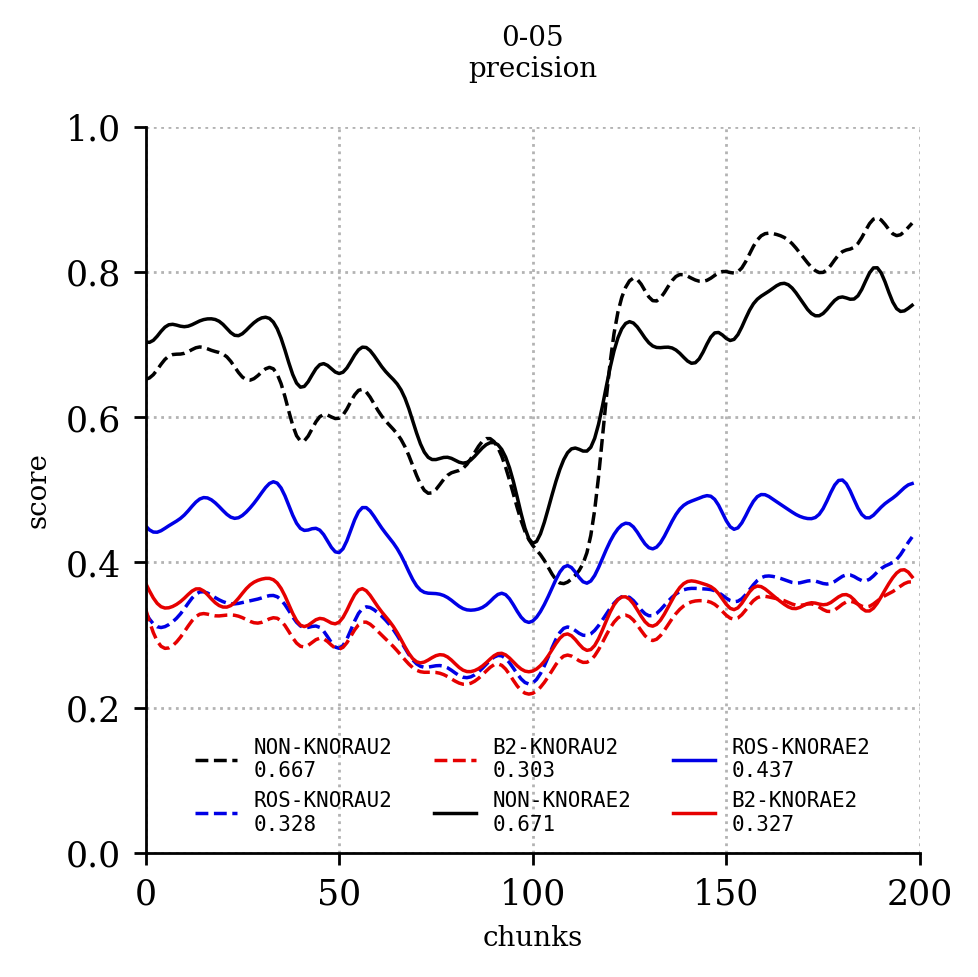 0-05
precision
1.0
0.8
0.6
0.4
0.2
0.0
score
NON-KNORAU2
0.667
ROS-KNORAU2
0.328
B2-KNORAU2
0.303
NON-KNORAE2
0.671
ROS-KNORAE2
0.437
B2-KNORAE2
0.327
0 50 100 150 200
chunks